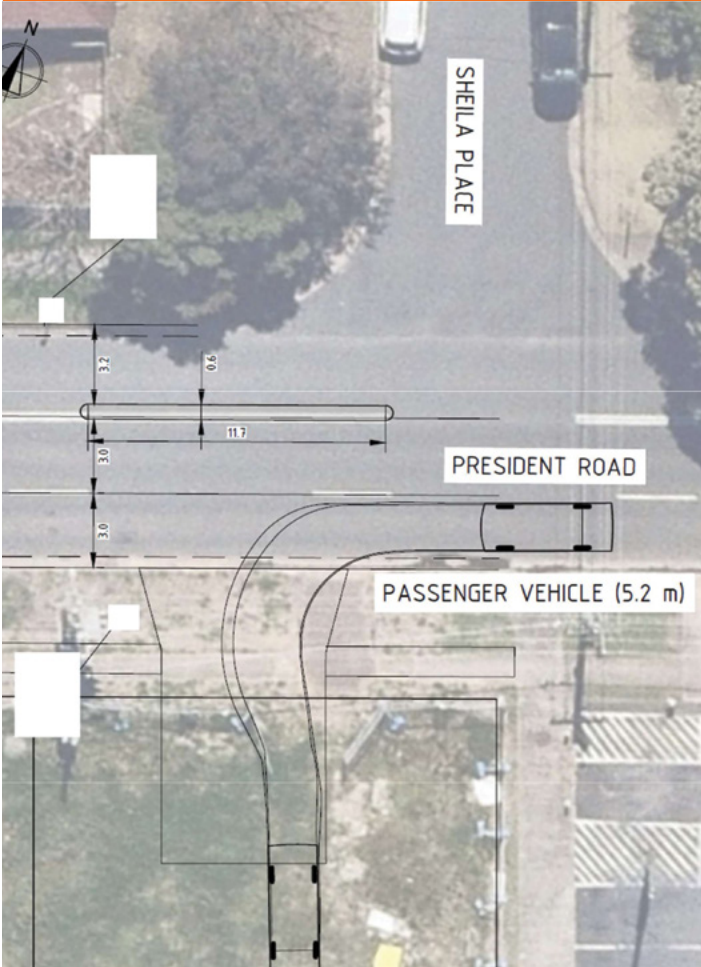 N
SHEILA PLACE
3.2
0.6
11.7
3.0
PRESIDENT ROAD
3.0
PASSENGER VEHICLE (5.2 m)